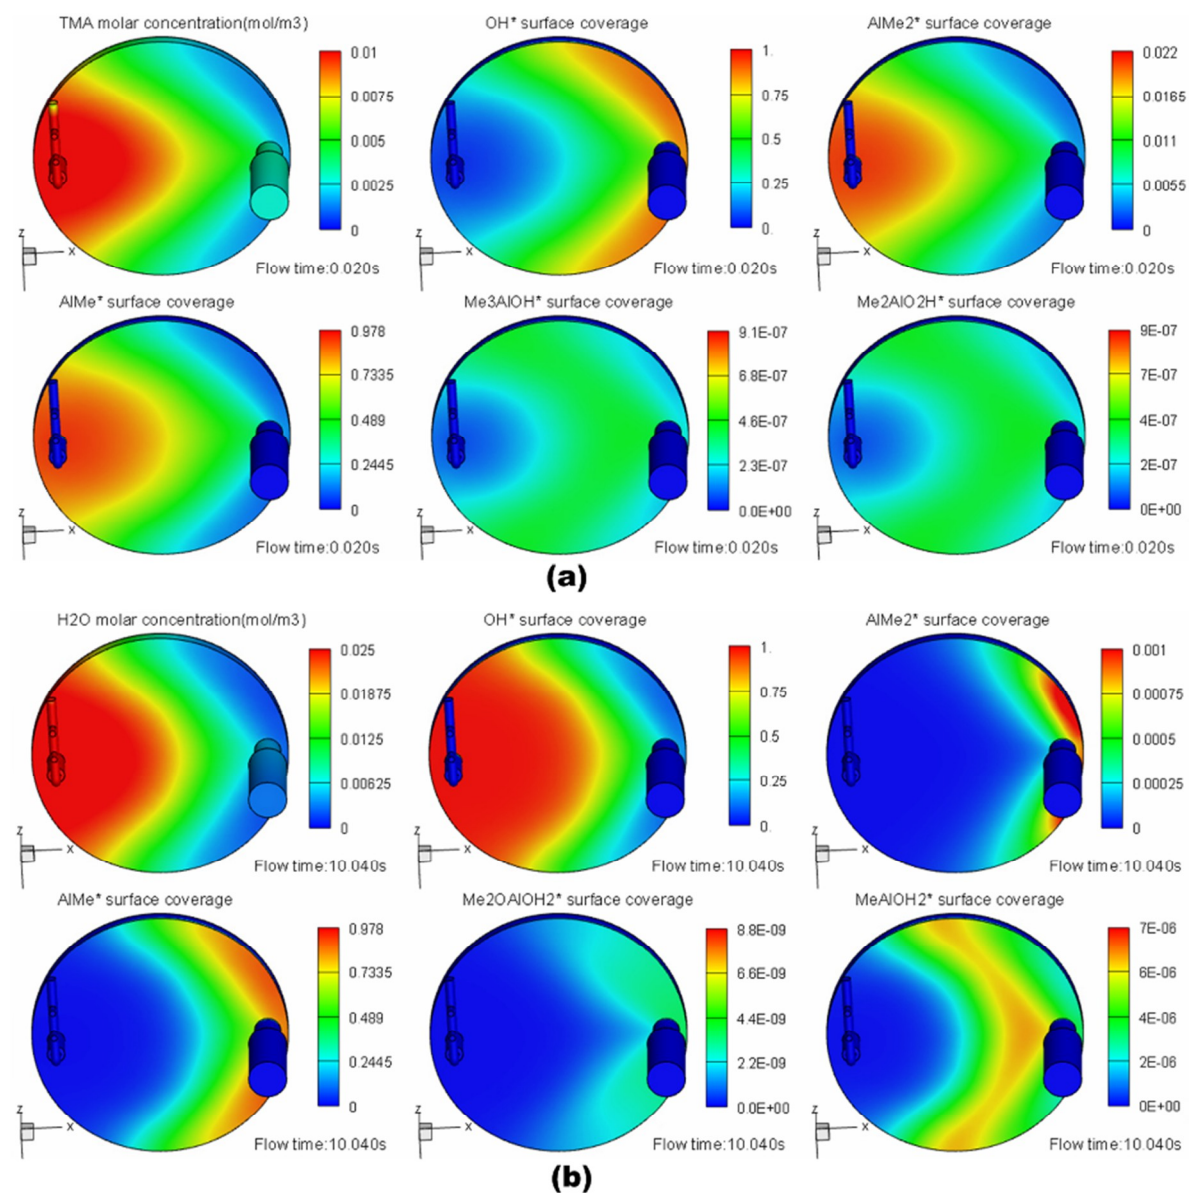 TMA molar concentration(mol/m3)
0.01
0.0075
0.005
0.0025
0
z
x
Flow time:0.020s
OH* surface coverage
1.
0.75
0.5
0.25
0.
z
x
Flow time:0.020s
AlMe2* surface coverage
0.022
0.0165
0.011
0.0055
0
z
x
Flow time:0.020s
AlMe* surface coverage
0.978
0.7335
0.489
0.2445
0
z
x
Flow time:0.020s
Me3AlOH* surface coverage
9.1E-07
6.8E-07
4.6E-07
2.3E-07
0.0E+00
z
x
Flow time:0.020s
Me2AlO2H* surface coverage
9E-07
7E-07
4E-07
2E-07
0E+00
z
x
Flow time:0.020s
(a)
H2O molar concentration(mol/m3)
0.025
0.01875
0.0125
0.00625
0
z
x
Flow time:10.040s
OH* surface coverage
1.
0.75
0.5
0.25
0.
z
x
Flow time:10.040s
AlMe2* surface coverage
0.001
0.00075
0.0005
0.00025
0
z
x
Flow time:10.040s
AlMe* surface coverage
0.978
0.7335
0.489
0.2445
0
z
x
Flow time:10.040s
Me2OAlOH2* surface coverage
8.8E-09
6.6E-09
4.4E-09
2.2E-09
0.0E+00
z
x
Flow time:10.040s
MeAlOH2* surface coverage
7E-06
6E-06
4E-06
2E-06
0E+00
z
x
Flow time:10.040s
(b)